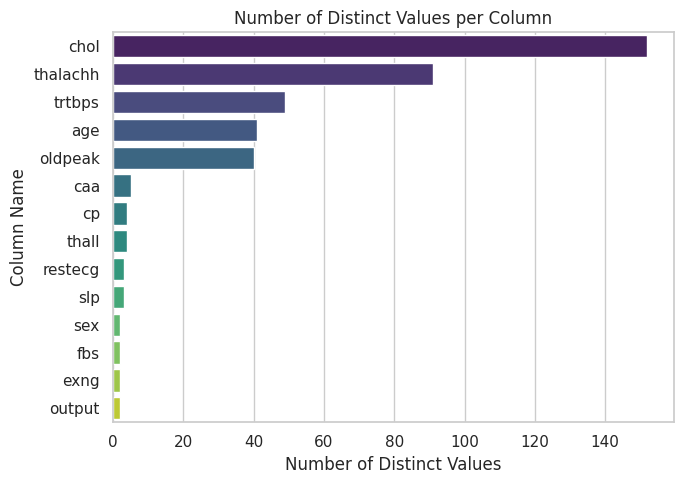 Number of Distinct Values per Column
Column Name
chol
thalachh
trtbps
age
oldpeak
caa
cp
thall
restecg
slp
sex
fbs
exng
output
0 20 40 60 80 100 120 140
Number of Distinct Values